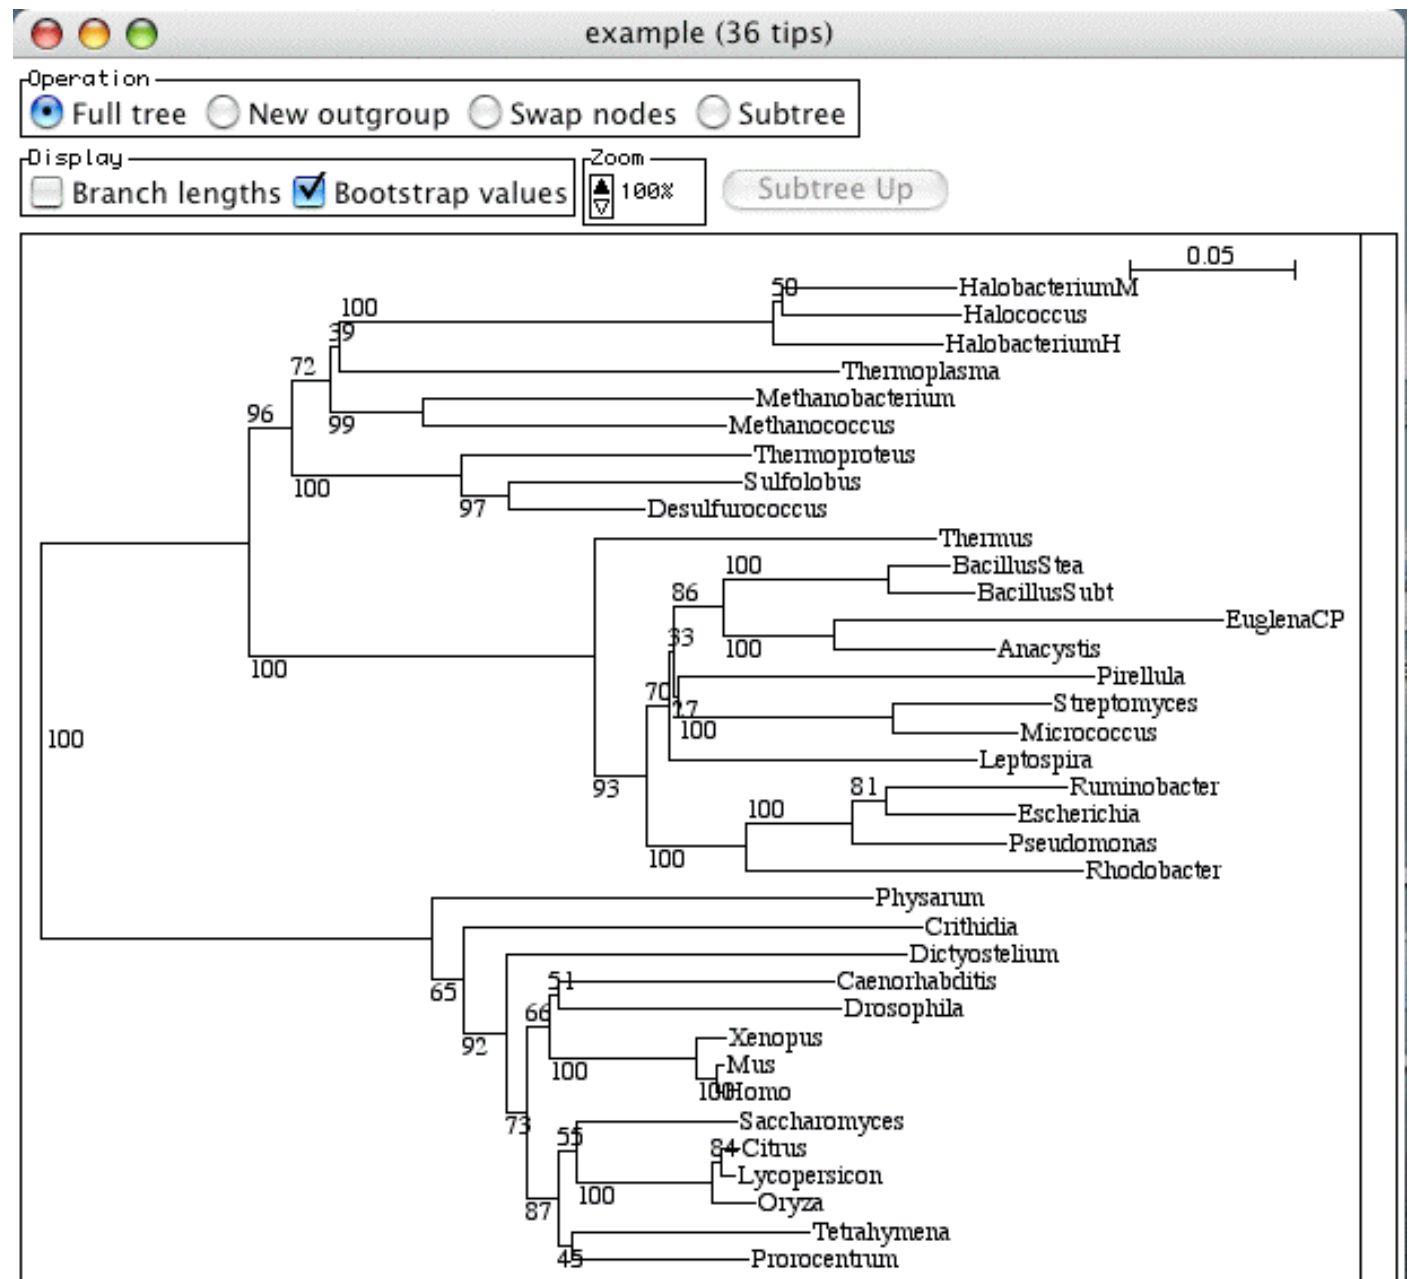 example (36 tips)
Operation
Full tree New outgroup Swap nodes Subtree
Display Zoom
Branch lengths Bootstrap values 100% Subtree Up
0.05
50 HalobacteriumM
100
Halococcus
39
HalobacteriumH
72
Thermoplasma
Methanobacterium
96
99 Methanococcus
Thermoproteus
100 Sulfolobus
97 Desulfurococcus
Thermus
100 BacillusStea
86 BacillusSubt
EuglenaCP
33
100 Anacystis
100
Pirellula
70
17 Streptomyces
100 Micrococcus
100
Leptospira
93 81 Ruminobacter
100 Escherichia
Pseudomonas
100
Rhodobacter
Physarum
Crithidia
Dictyostelium
65 51 Caenorhabditis
66 Drosophila
92 Xenopus
100 Mus
100 Homo
73 Saccharomyces
55
84 Citrus
Lycopersicon
100 Oryza
87
Tetrahymena
45 Prorocentrum